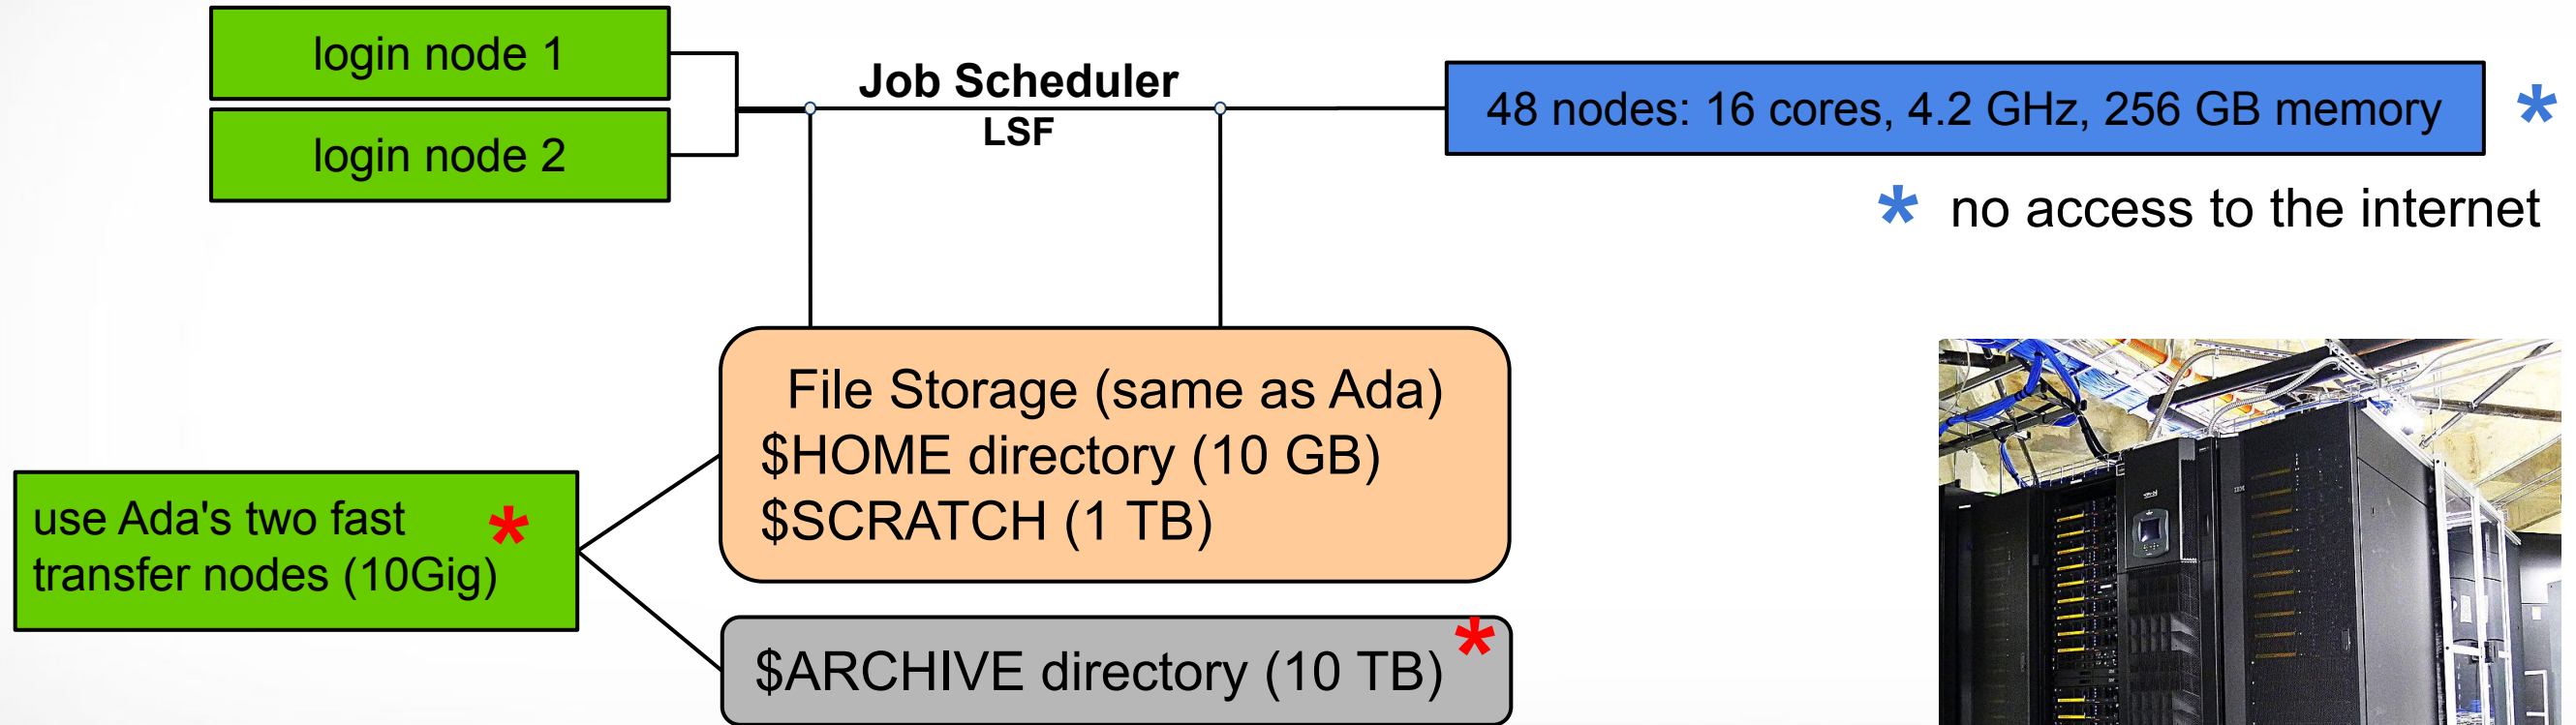 login node 1
login node 2
Job Scheduler
LSF
48 nodes: 16 cores, 4.2 GHz, 256 GB memory *
* no access to the internet
File Storage (same as Ada)
$HOME directory (10 GB)
$SCRATCH (1 TB)
use Ada's two fast *
transfer nodes (10Gig)
$ARCHIVE directory (10 TB) *